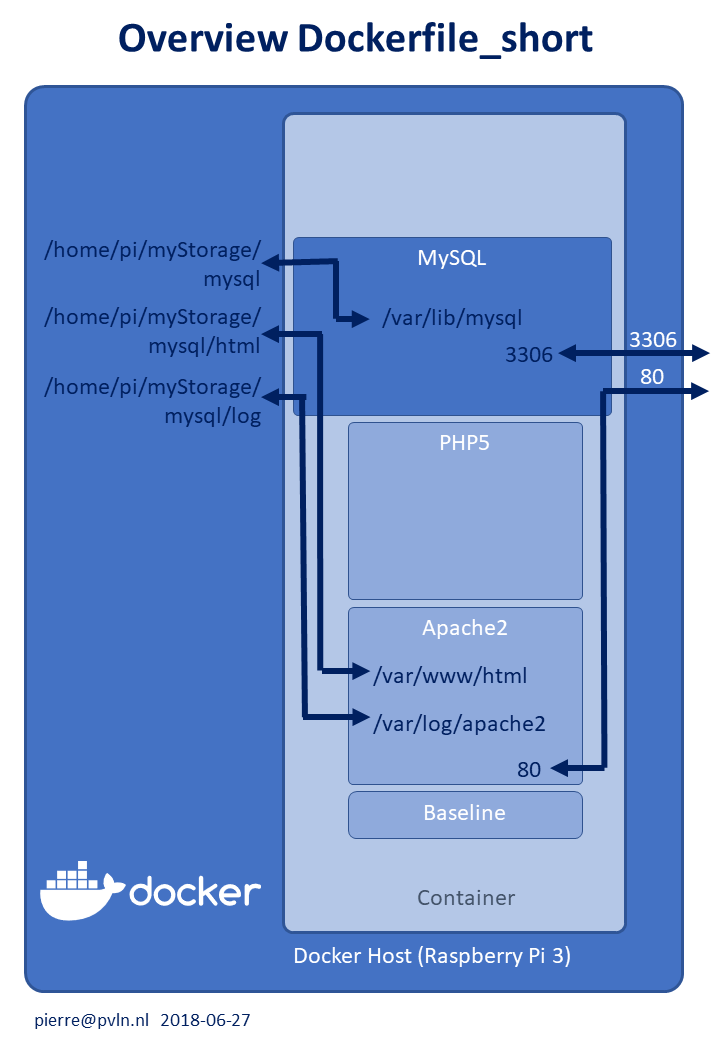 Overview Dockerfile_short
/home/pi/myStorage/
mysql
/home/pi/myStorage/
mysql/html
/home/pi/myStorage/
mysql/log
MySQL
/var/lib/mysql
3306
3306
80
PHP5
Apache2
/var/www/html
/var/log/apache2
80
Baseline
Container
docker
Docker Host (Raspberry Pi 3)
pierre@pvln.nl 2018-06-27